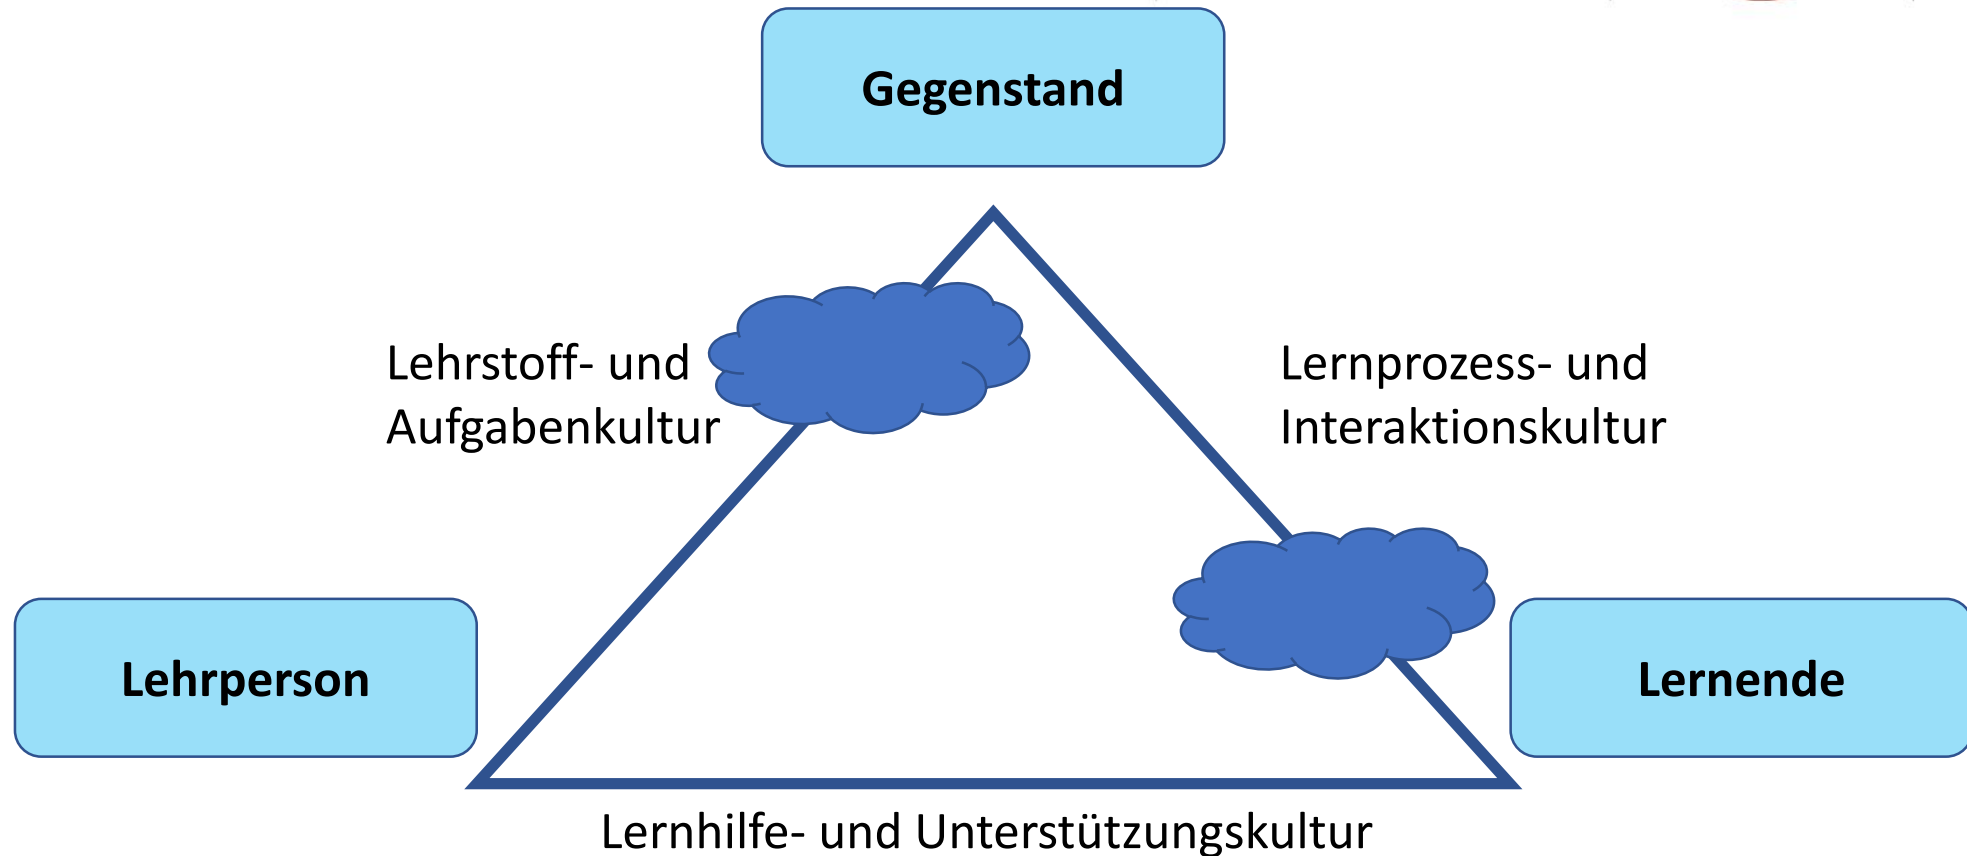 Gegenstand
Lehrstoff- und
Aufgabenkultur
Lernprozess- und
Interaktionskultur
Lehrperson
Lernende
Lernhilfe- und Unterstützungskultur